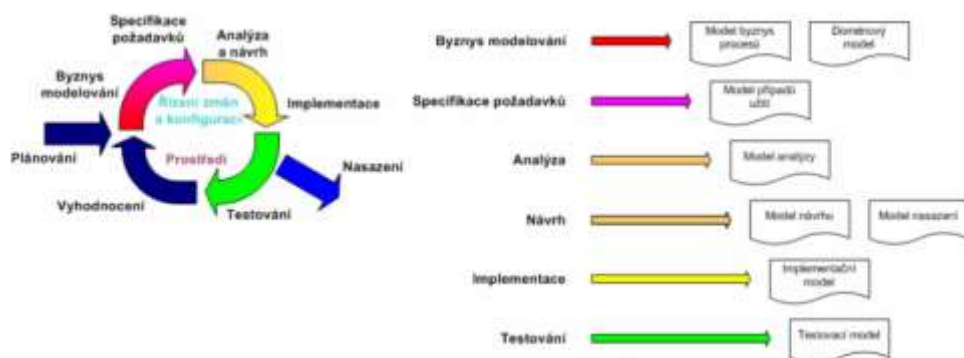 Specifikace
požadavků
Analýza
a návrh
Byznys
modelování
Řízení změn
a konfigurací
Implementace
Plánování
Prostředí
Nasazení
Vyhodnocení
Testování
Byznys modelování
Model byznys
procesů
Doménový
model
Specifikace požadavků
Model případů
užití
Analýza
Model analýzy
Návrh
Model návrhu
Model nasazení
Implementace
Implementační
model
Testování
Testovací model